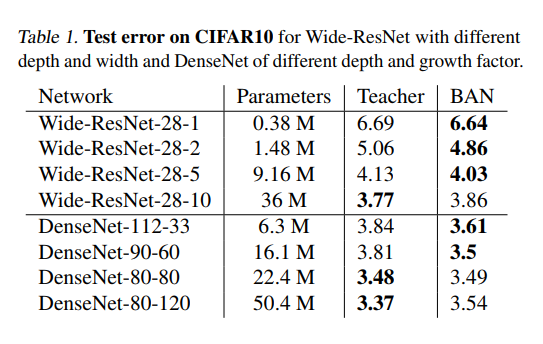 Table 1. Test error on CIFAR10 for Wide-ResNet with different
depth and width and DenseNet of different depth and growth factor.
Network Parameters Teacher BAN
Wide-ResNet-28-1 0.38 M 6.69 6.64
Wide-ResNet-28-2 1.48 M 5.06 4.86
Wide-ResNet-28-5 9.16 M 4.13 4.03
Wide-ResNet-28-10 36 M 3.77 3.86
DenseNet-112-33 6.3 M 3.84 3.61
DenseNet-90-60 16.1 M 3.81 3.5
DenseNet-80-80 22.4 M 3.48 3.49
DenseNet-80-120 50.4 M 3.37 3.54